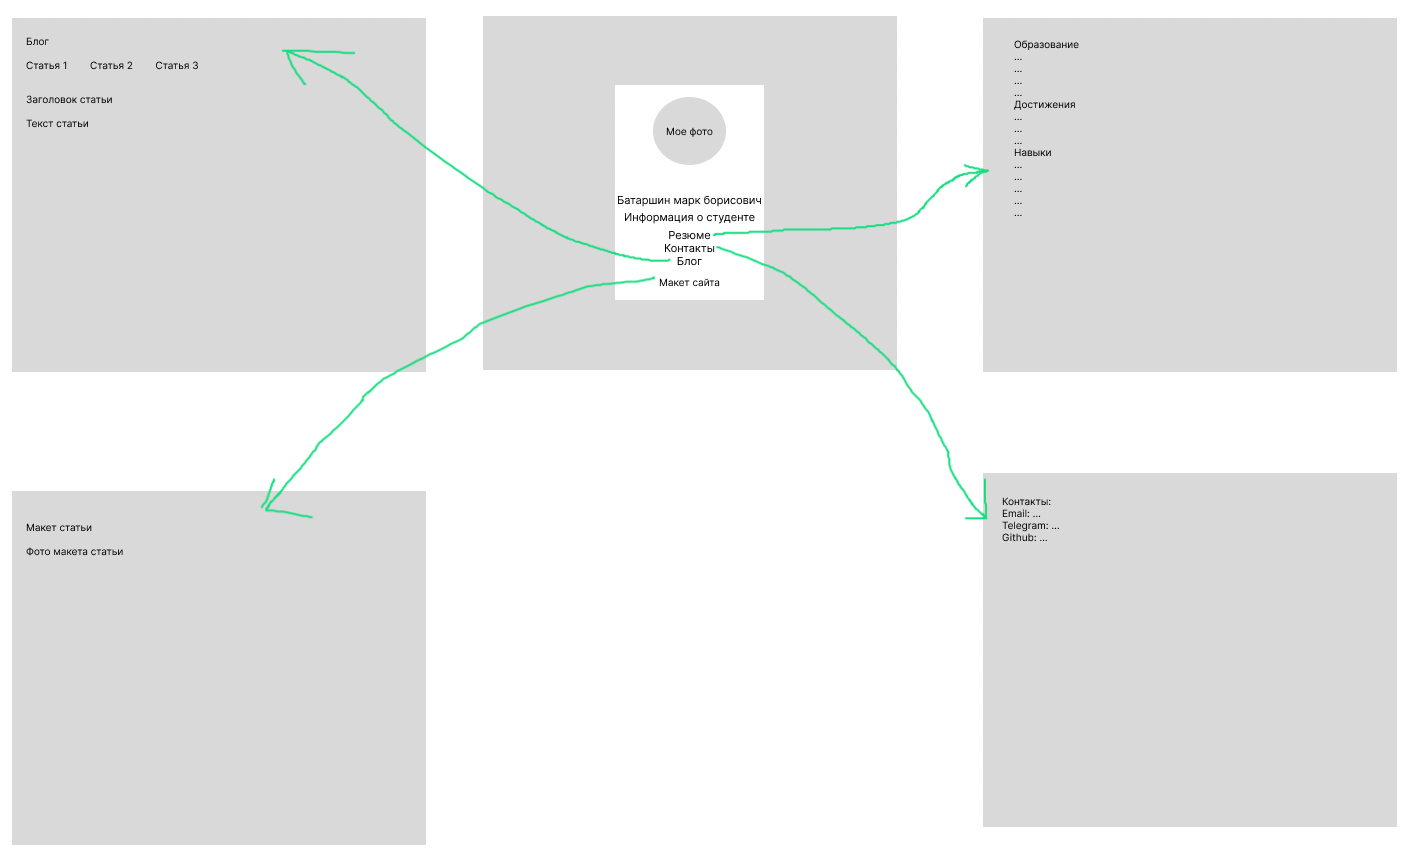 Блог
Статья 1 Статья 2 Статья 3
Заголовок статьи
Текст статьи
Мое фото
Батаршин марк борисович
Информация о студенте
Резюме
Контакты
Блог
Макет сайта
Образование
...
...
...
...
Достижения
...
...
...
Навыки
...
...
...
...
...
Макет статьи
Фото макета статьи
Контакты:
Email: ...
Telegram: ...
Github: ...